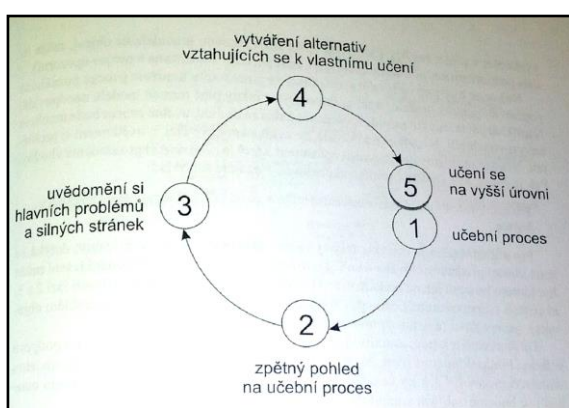 vytváření alternativ
vztahujících se k vlastnímu učení
4
uvědomění si
hlavních problémů
a silných stránek
3
5
učení se
na vyšší úrovni
1
učební proces
2
zpětný pohled
na učební proces